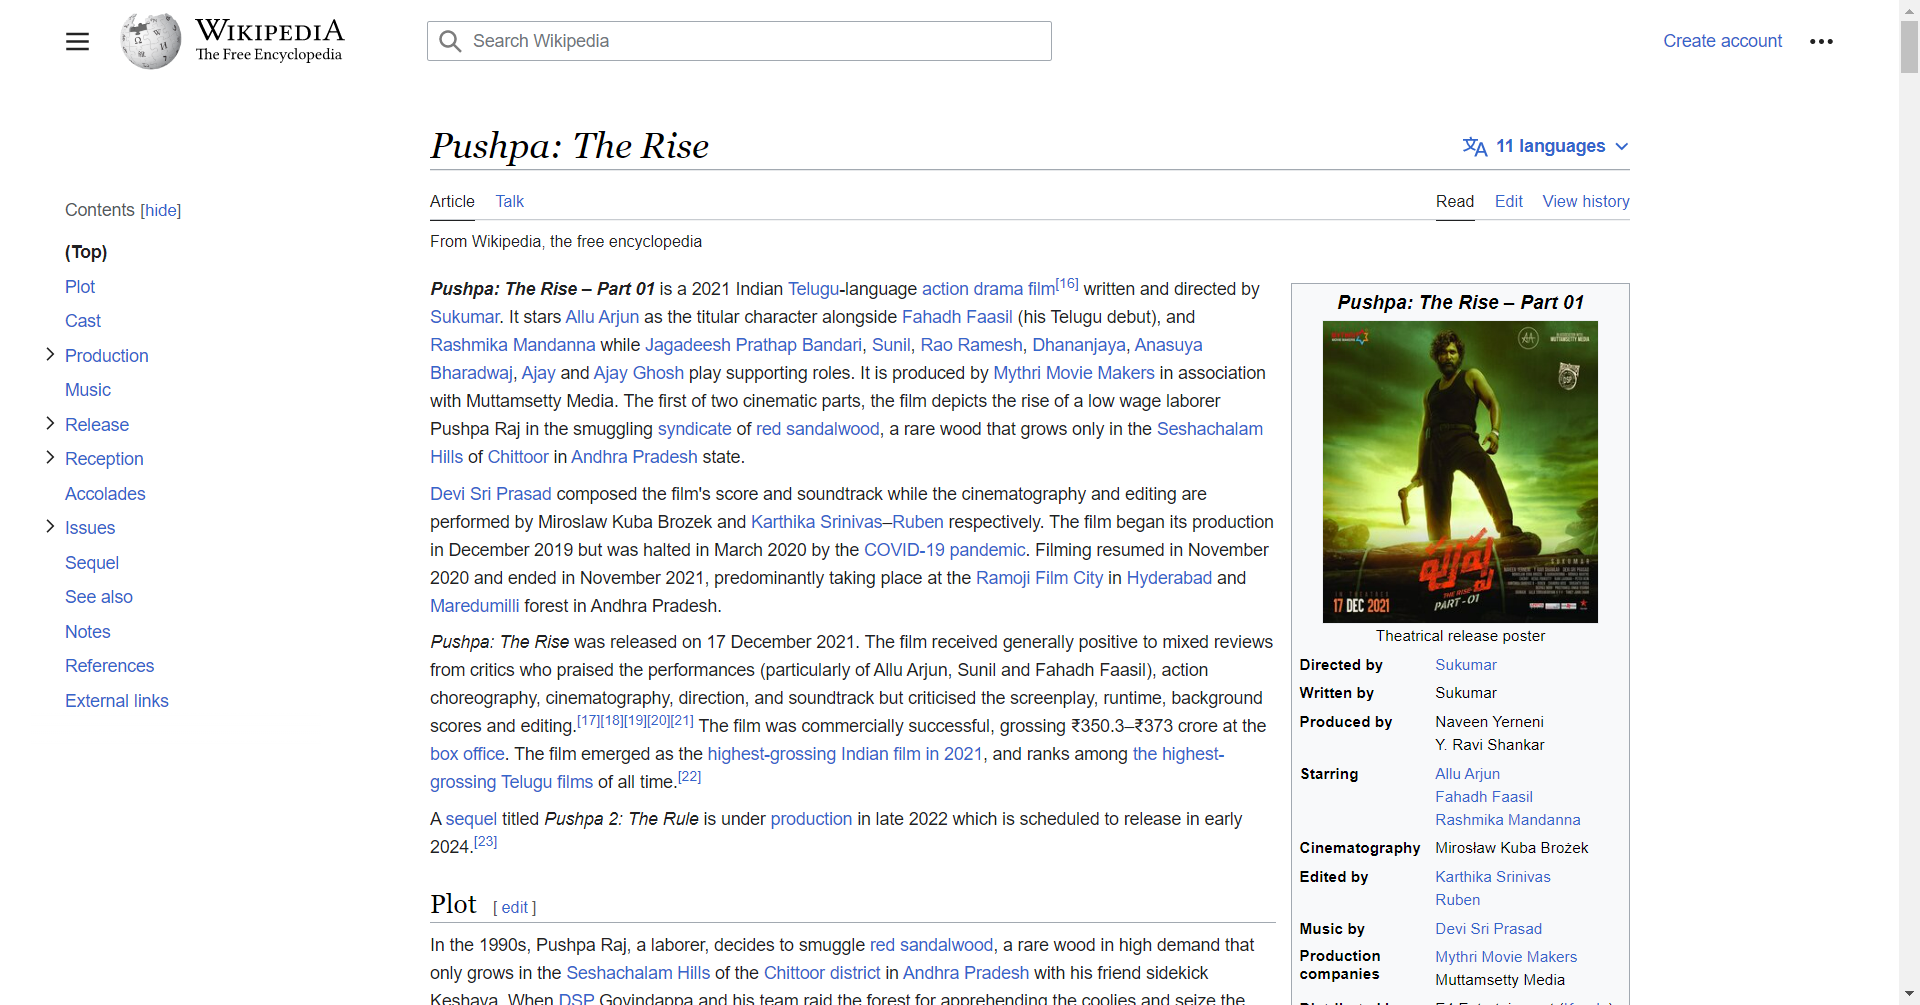 WIKIPEDIA
The Free Encyclopedia
Search Wikipedia
Create account
Pushpa: The Rise
11 languages
Article Talk
Read Edit View history
From Wikipedia, the free encyclopedia
Contents [hide]
(Top)
Plot
Cast
Production
Music
Release
Reception
Accolades
Issues
Sequel
See also
Notes
References
External links
Pushpa: The Rise – Part 01 is a 2021 Indian Telugu-language action drama film[16] written and directed by
Sukumar. It stars Allu Arjun as the titular character alongside Fahadh Faasil (his Telugu debut), and
Rashmika Mandanna while Jagadeesh Prathap Bandari, Sunil, Rao Ramesh, Dhananjaya, Anasuya
Bharadwaj, Ajay and Ajay Ghosh play supporting roles. It is produced by Mythri Movie Makers in association
with Muttamsetty Media. The first of two cinematic parts, the film depicts the rise of a low wage laborer
Pushpa Raj in the smuggling syndicate of red sandalwood, a rare wood that grows only in the Seshachalam
Hills of Chittoor in Andhra Pradesh state.
Devi Sri Prasad composed the film's score and soundtrack while the cinematography and editing are
performed by Miroslaw Kuba Brozek and Karthika Srinivas–Ruben respectively. The film began its production
in December 2019 but was halted in March 2020 by the COVID-19 pandemic. Filming resumed in November
2020 and ended in November 2021, predominantly taking place at the Ramoji Film City in Hyderabad and
Maredumilli forest in Andhra Pradesh.
Pushpa: The Rise was released on 17 December 2021. The film received generally positive to mixed reviews
from critics who praised the performances (particularly of Allu Arjun, Sunil and Fahadh Faasil), action
choreography, cinematography, direction, and soundtrack but criticised the screenplay, runtime, background
scores and editing.[17][18][19][20][21] The film was commercially successful, grossing ₹350.3–₹373 crore at the
box office. The film emerged as the highest-grossing Indian film in 2021, and ranks among the highest-
grossing Telugu films of all time.[22]
A sequel titled Pushpa 2: The Rule is under production in late 2022 which is scheduled to release in early
2024.[23]
Plot [ edit ]
In the 1990s, Pushpa Raj, a laborer, decides to smuggle red sandalwood, a rare wood in high demand that
only grows in the Seshachalam Hills of the Chittoor district in Andhra Pradesh with his friend sidekick
Keshava. When DSP Govindappa and his team raid the forest for apprehending the coolies and seize the
Pushpa: The Rise – Part 01
MUTTAMSETTY MEDIA
DSP
SUKUMAR
పుష్ప
THE RISE
PART-01
IN THEATRES
17 DEC 2021
Theatrical release poster
Directed by Sukumar
Written by Sukumar
Produced by Naveen Yerneni
Y. Ravi Shankar
Starring Allu Arjun
Fahadh Faasil
Rashmika Mandanna
Cinematography Mirosław Kuba Brożek
Edited by Karthika Srinivas
Ruben
Music by Devi Sri Prasad
Production companies Mythri Movie Makers
Muttamsetty Media